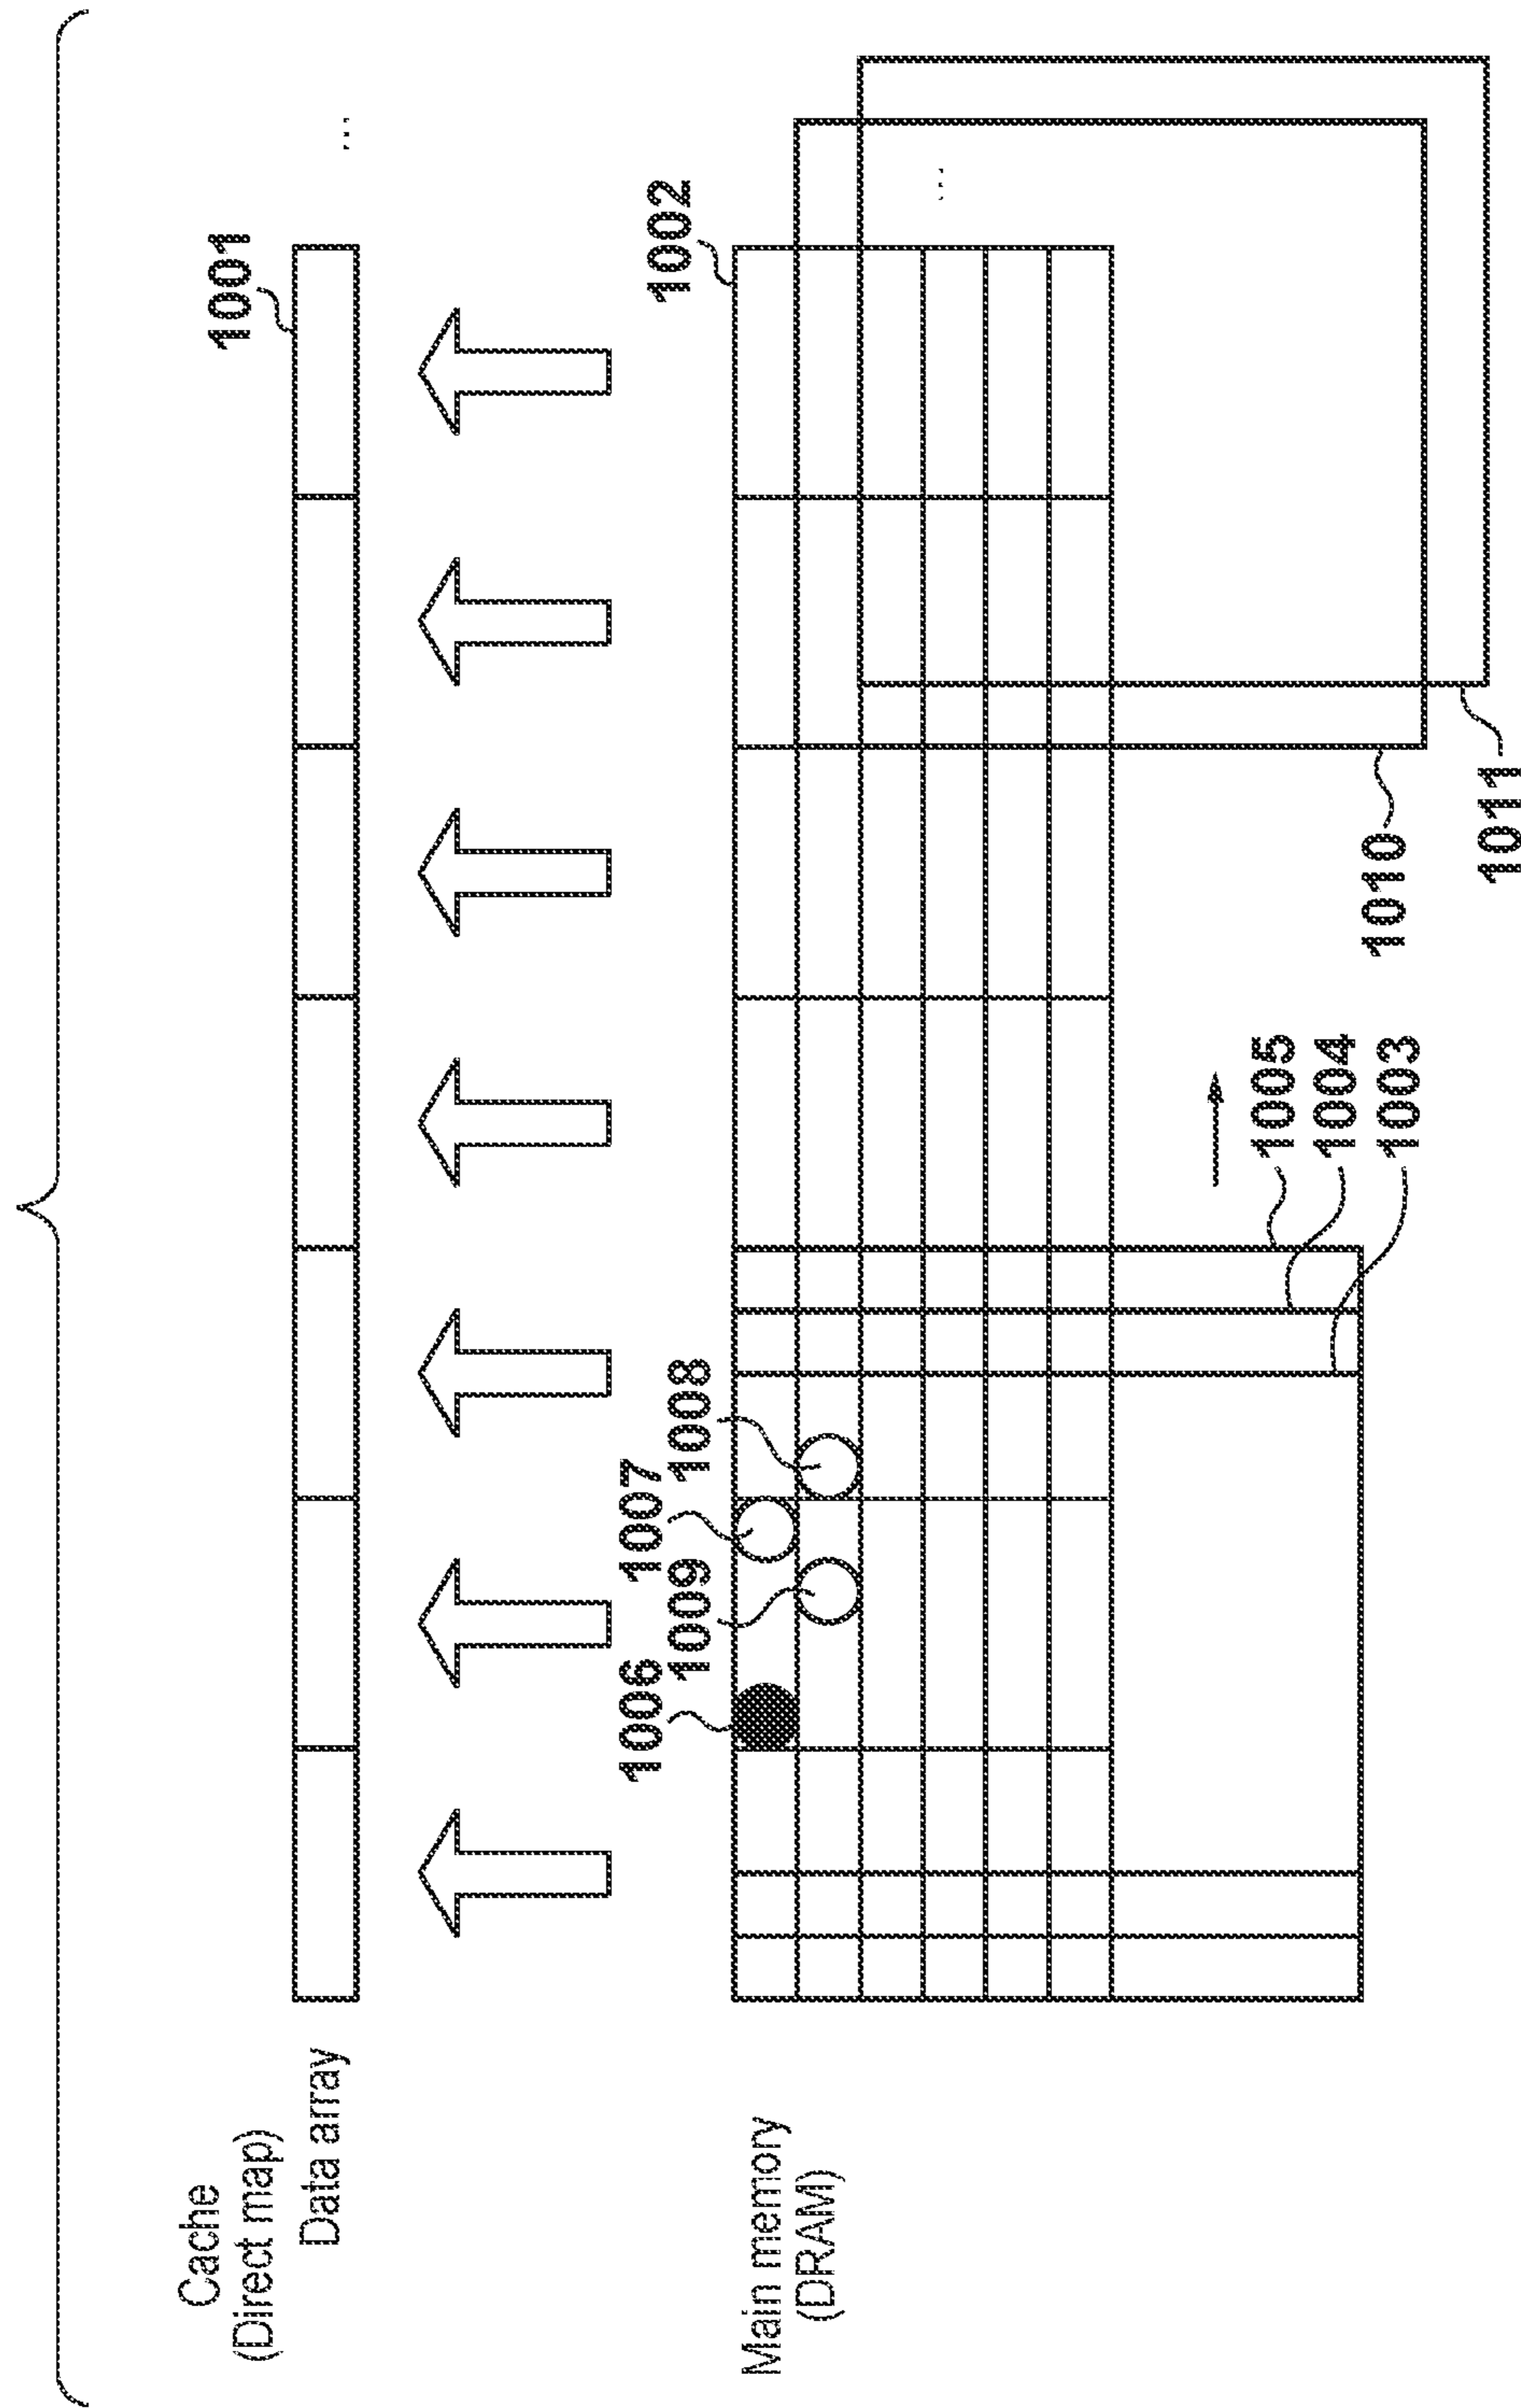 Cache
(Direct map)
Data array
1001
...
Main memory
(DRAM)
1002
...
1006
1009
1007
1008
1005
1004
1003
1010
1011